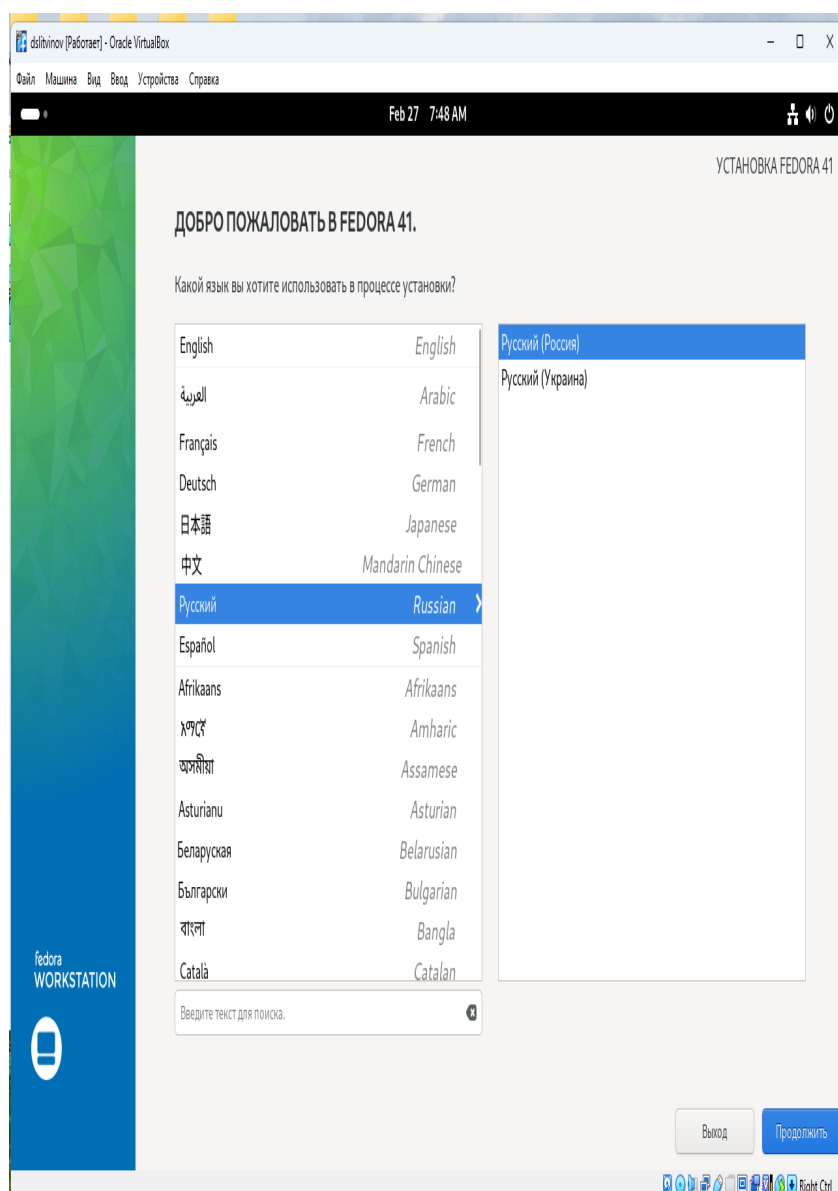 dslitvinov [Работает] - Oracle VirtualBox
Файл Машина Вид Ввод Устройства Справка
Feb 27 7:48 AM
УСТАНОВКА FEDORA 41
ДОБРО ПОЖАЛОВАТЬ В FEDORA 41.
Какой язык вы хотите использовать в процессе установки?
English English
العربية Arabic
Français French
Deutsch German
日本語 Japanese
中文 Mandarin Chinese
Русский Russian
Español Spanish
Afrikaans Afrikaans
አማርኛ Amharic
অসমীয়া Assamese
Asturianu Asturian
Беларуская Belarusian
Български Bulgarian
বাংলা Bangla
Català Catalan
Русский (Россия)
Русский (Украина)
Введите текст для поиска.
fedora
WORKSTATION
Выход Продолжить
Right Ctrl